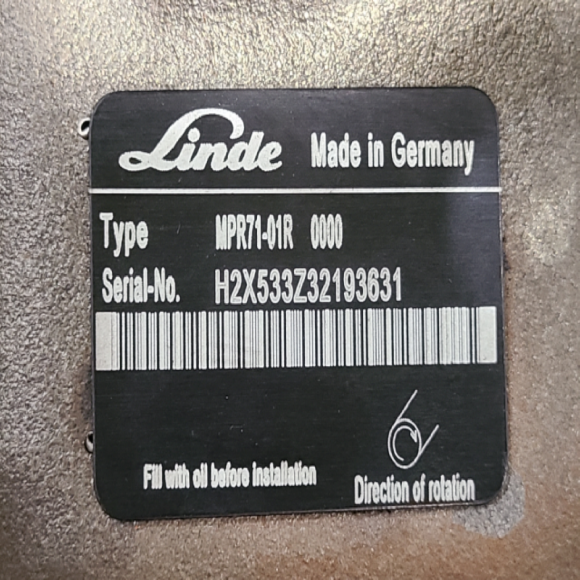 Linde Made in Germany
Type MPR71-01R 0000
Serial-No. H2X533Z32193631
Fill with oil before installation
Direction of rotation